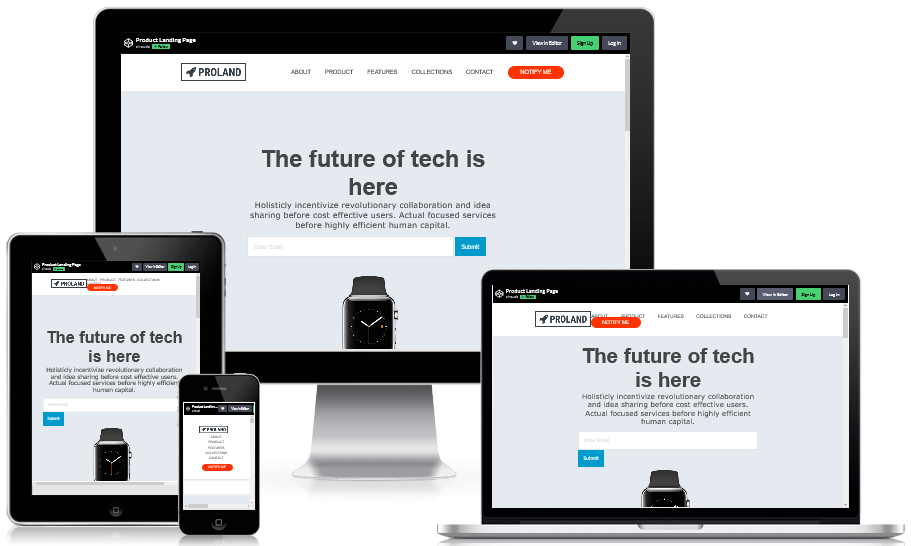 Product Landing Page
View in Editor
Sign Up
Log In
PROLAND
ABOUT PRODUCT FEATURES COLLECTIONS CONTACT NOTIFY ME
The future of tech is
here
Holisticly incentivize revolutionary collaboration and idea
sharing before cost effective users. Actual focused services
before highly efficient human capital.
Enter Email
Submit
Product Landing Page
View in Editor
Sign Up
Log In
PROLAND
ABOUT PRODUCT FEATURES COLLECTIONS
NOTIFY ME
The future of tech
is here
Holisticly incentivize revolutionary collaboration
and idea sharing before cost effective users.
Actual focused services before highly efficient
human capital.
Enter Email
Submit
Product Landin...
View in Editor
PROLAND
ABOUT
PRODUCT
FEATURES
COLLECTIONS
CONTACT
NOTIFY ME
Product Landing Page
View in Editor
Sign Up
Log In
PROLAND
ABOUT PRODUCT FEATURES COLLECTIONS CONTACT
NOTIFY ME
The future of tech
is here
Holisticly incentivize revolutionary collaboration
and idea sharing before cost effective users.
Actual focused services before highly efficient
human capital.
Enter Email
Submit